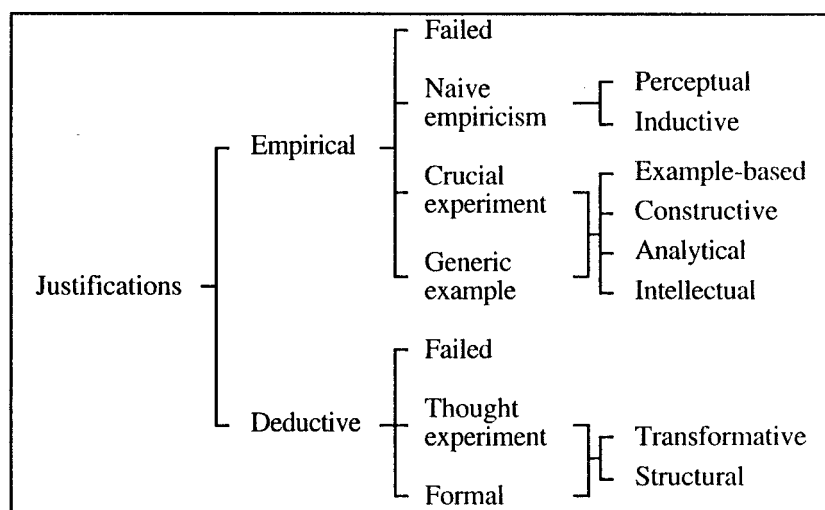 Failed
Naive
empiricism
Perceptual
Inductive
Empirical
Crucial
experiment
Example-based
Constructive
Generic
example
Analytical
Intellectual
Justifications
Failed
Deductive
Thought
experiment
Transformative
Structural
Formal